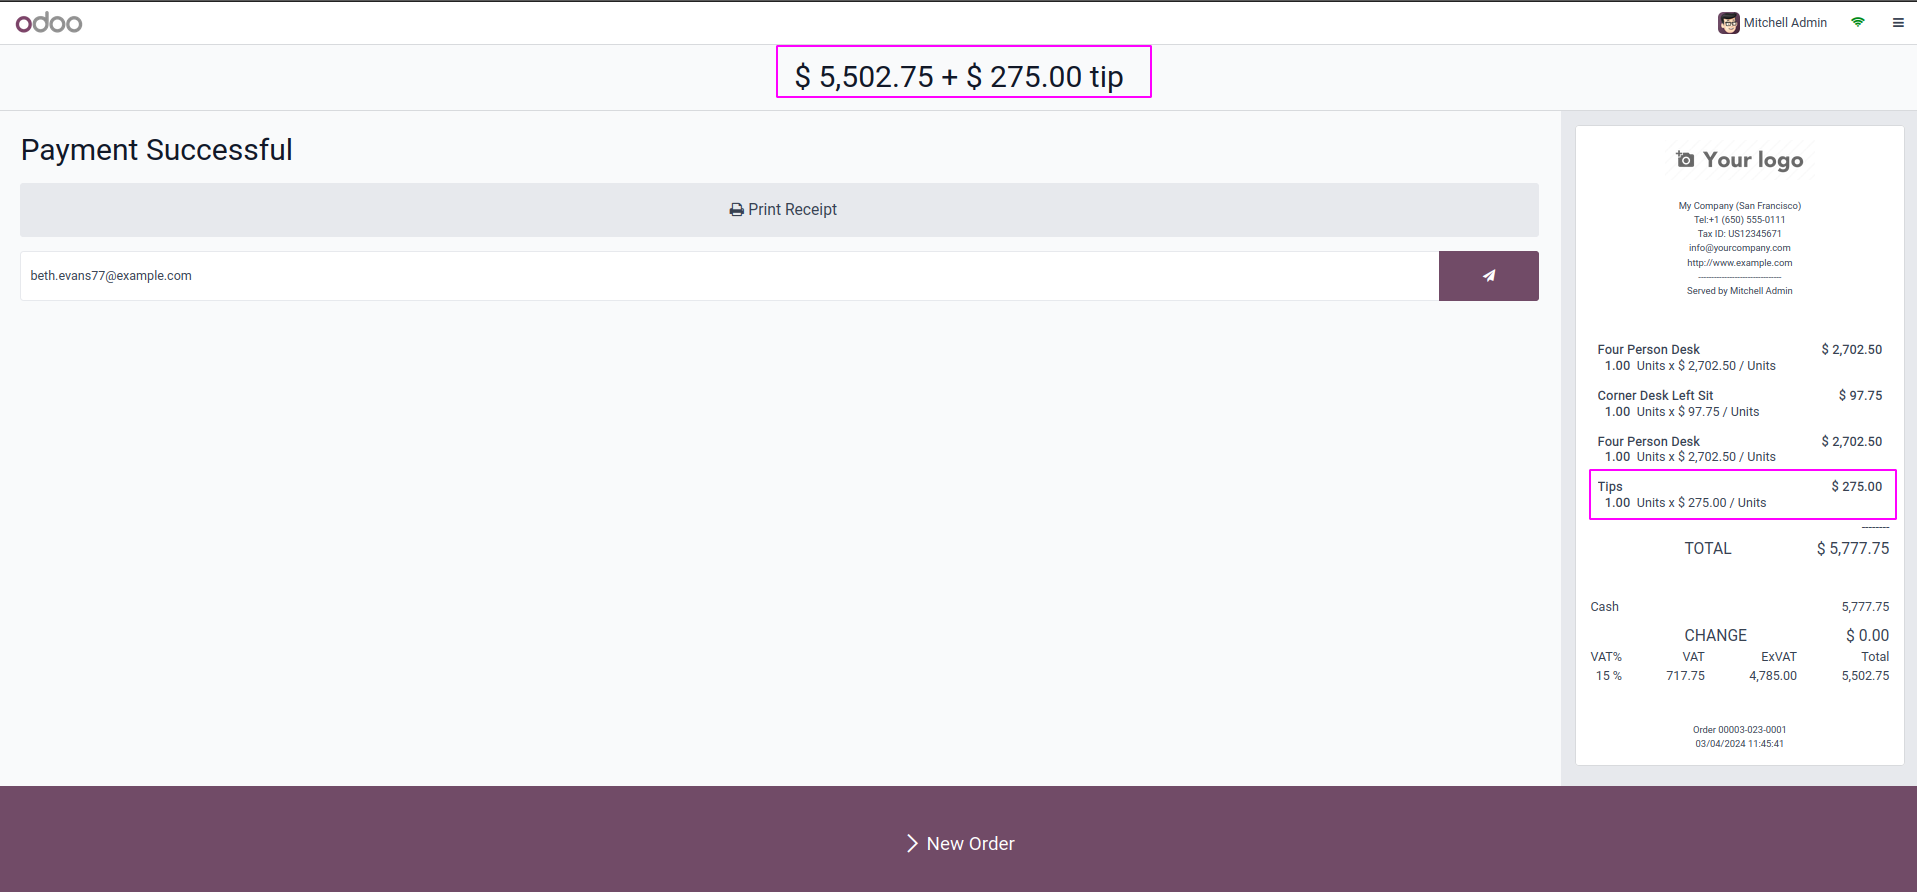 odoo
Mitchell Admin
$ 5,502.75 + $ 275.00 tip
Payment Successful
Print Receipt
beth.evans77@example.com
Your logo
My Company (San Francisco)
Tel:+1 (650) 555-0111
Tax ID: US12345671
info@yourcompany.com
http://www.example.com
--------------------------------
Served by Mitchell Admin
Four Person Desk $ 2,702.50
1.00 Units x $ 2,702.50 / Units
Corner Desk Left Sit $ 97.75
1.00 Units x $ 97.75 / Units
Four Person Desk $ 2,702.50
1.00 Units x $ 2,702.50 / Units
Tips $ 275.00
1.00 Units x $ 275.00 / Units
--------
TOTAL $ 5,777.75
Cash 5,777.75
CHANGE $ 0.00
VAT% VAT ExVAT Total
15 % 717.75 4,785.00 5,502.75
Order 00003-023-0001
03/04/2024 11:45:41
New Order